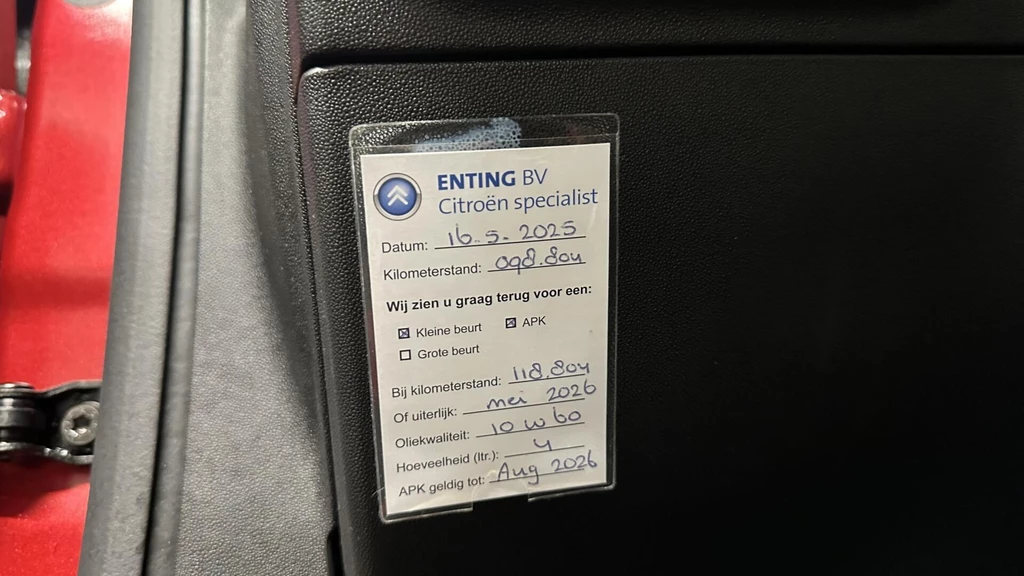 ENTING BV
Citroën specialist
Datum: 16.5.2025
Kilometerstand: 098.804
Wij zien u graag terug voor een:
☒ Kleine beurt ☒ APK
☐ Grote beurt
Bij kilometerstand: 118.804
Of uiterlijk: mei 2026
Oliekwaliteit: 10 w 60
Hoeveelheid (ltr.): 4
APK geldig tot: Aug 2026